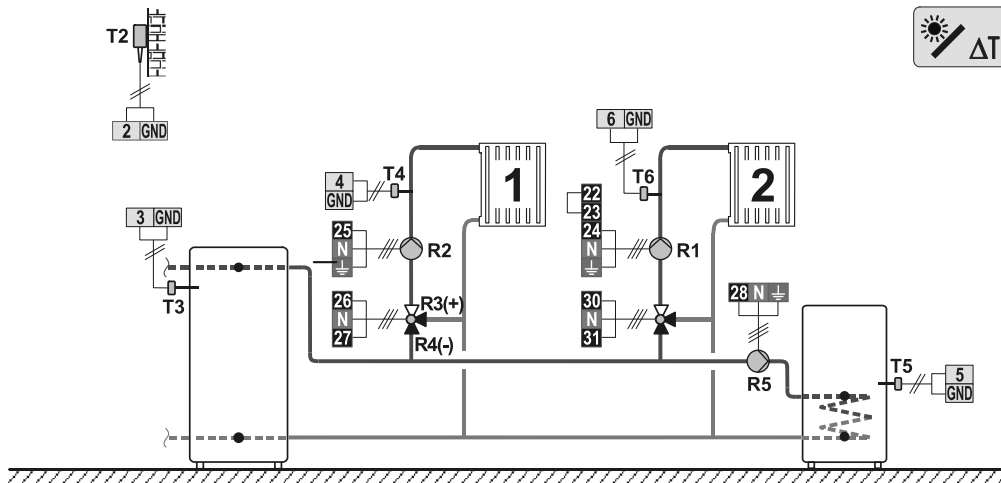 T2
ΔT
2 GND
6 GND
T4
T6
4
GND
1
2
22
23
3 GND
25
N
R2
24
N
R1
T3
26
N
27
R3(+)
R4(-)
30
N
31
28 N
R5
T5
5
GND